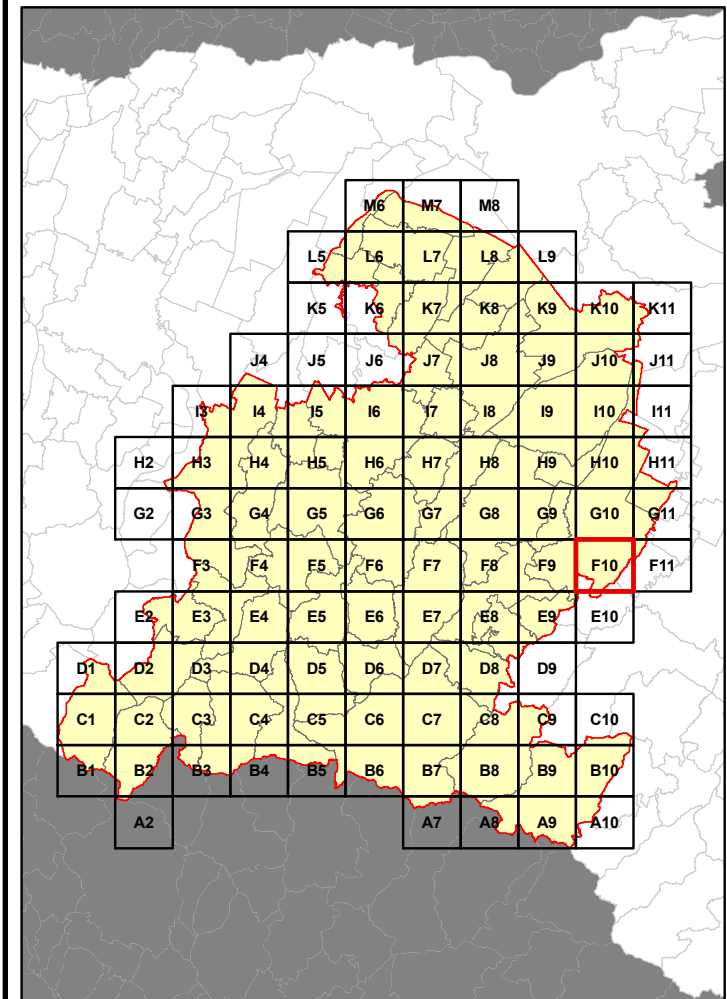 M6 M7 M8
L5 L6 L7 L8 L9
K5 K6 K7 K8 K9 K10 K11
J4 J5 J6 J7 J8 J9 J10 J11
I3 I4 I5 I6 I7 I8 I9 I10 I11
H2 H3 H4 H5 H6 H7 H8 H9 H10 H11
G2 G3 G4 G5 G6 G7 G8 G9 G10 G11
F3 F4 F5 F6 F7 F8 F9 F10 F11
E2 E3 E4 E5 E6 E7 E8 E9 E10
D1 D2 D3 D4 D5 D6 D7 D8 D9
C1 C2 C3 C4 C5 C6 C7 C8 C9 C10
B1 B2 B3 B4 B5 B6 B7 B8 B9 B10
A2 A7 A8 A9 A10